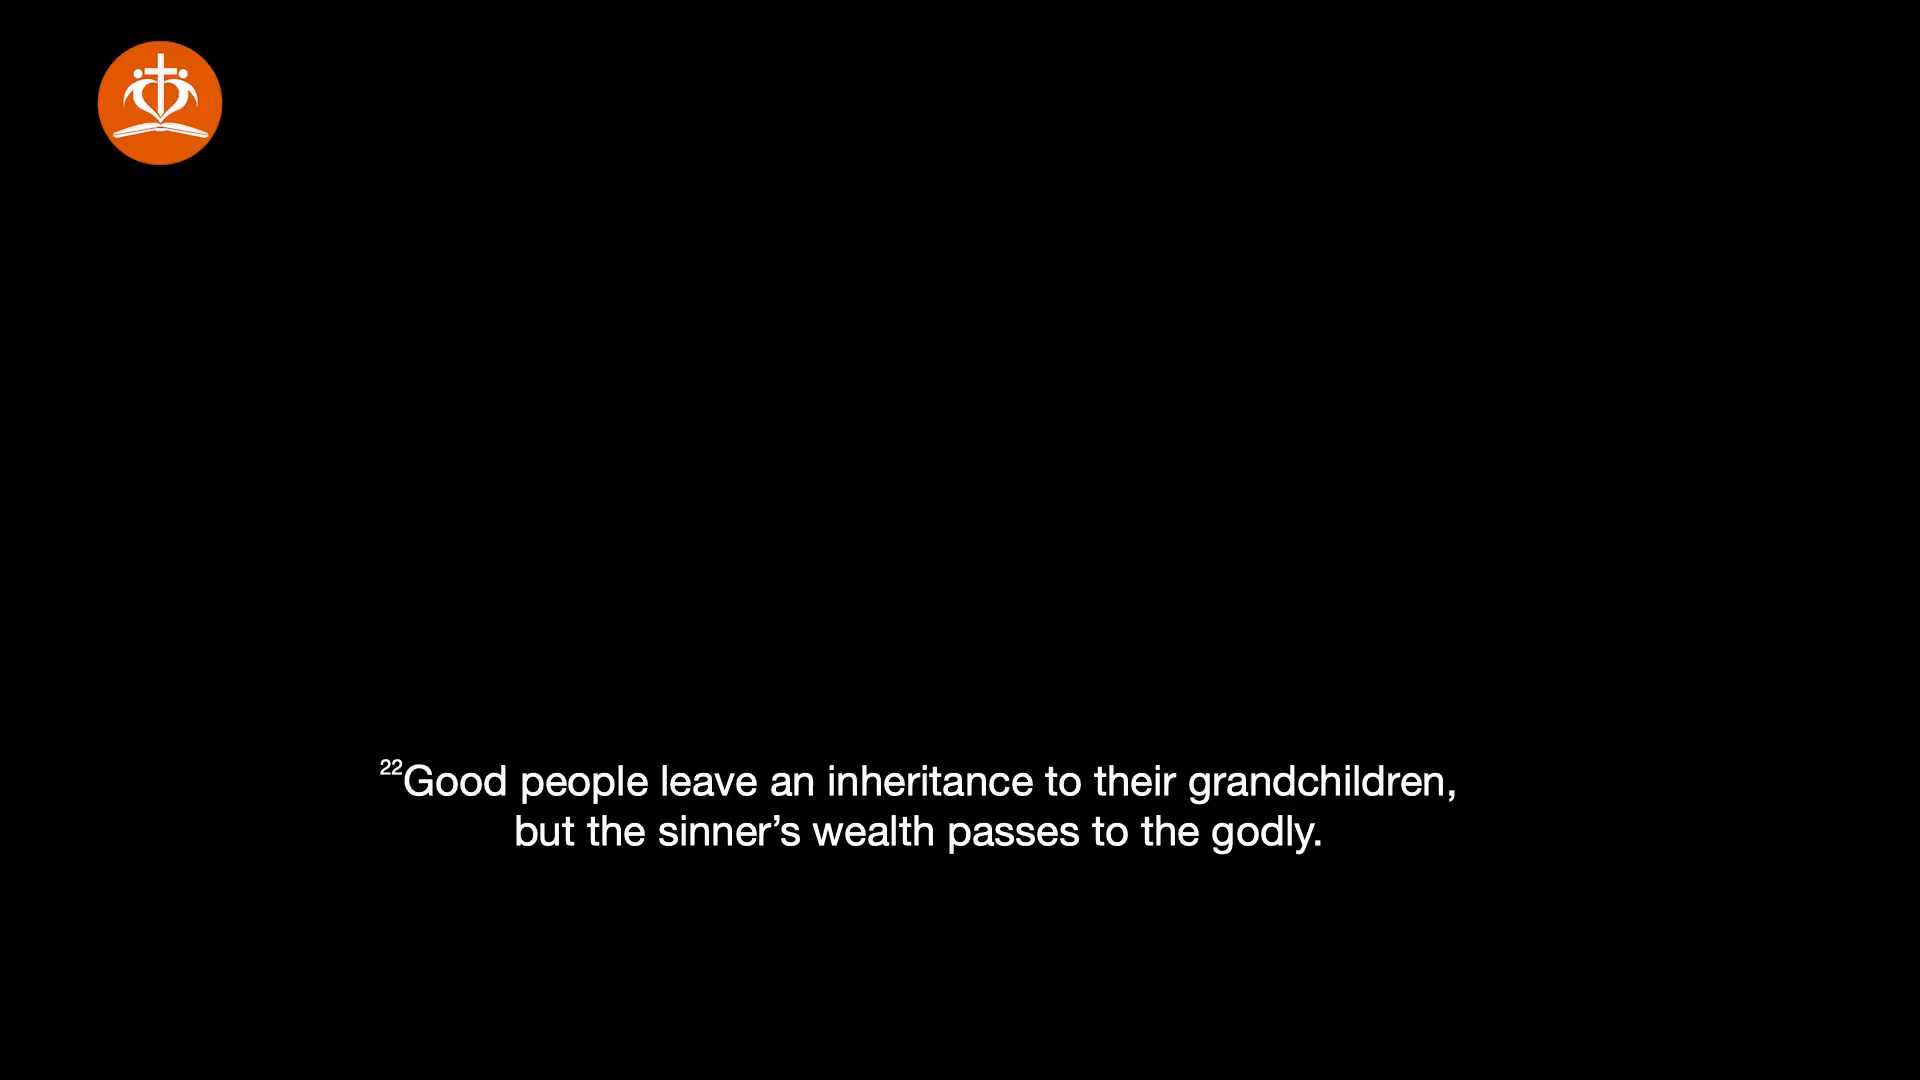 ²²Good people leave an inheritance to their grandchildren,
but the sinner’s wealth passes to the godly.